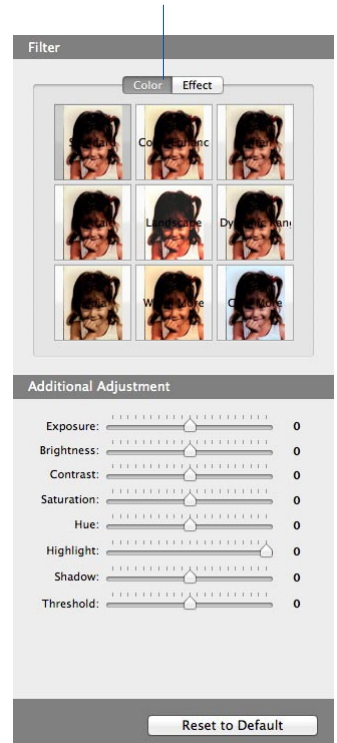 Filter
Color Effect
Landscape
Additional Adjustment
Exposure: 0
Brightness: 0
Contrast: 0
Saturation: 0
Hue: 0
Highlight: 0
Shadow: 0
Threshold: 0
Reset to Default